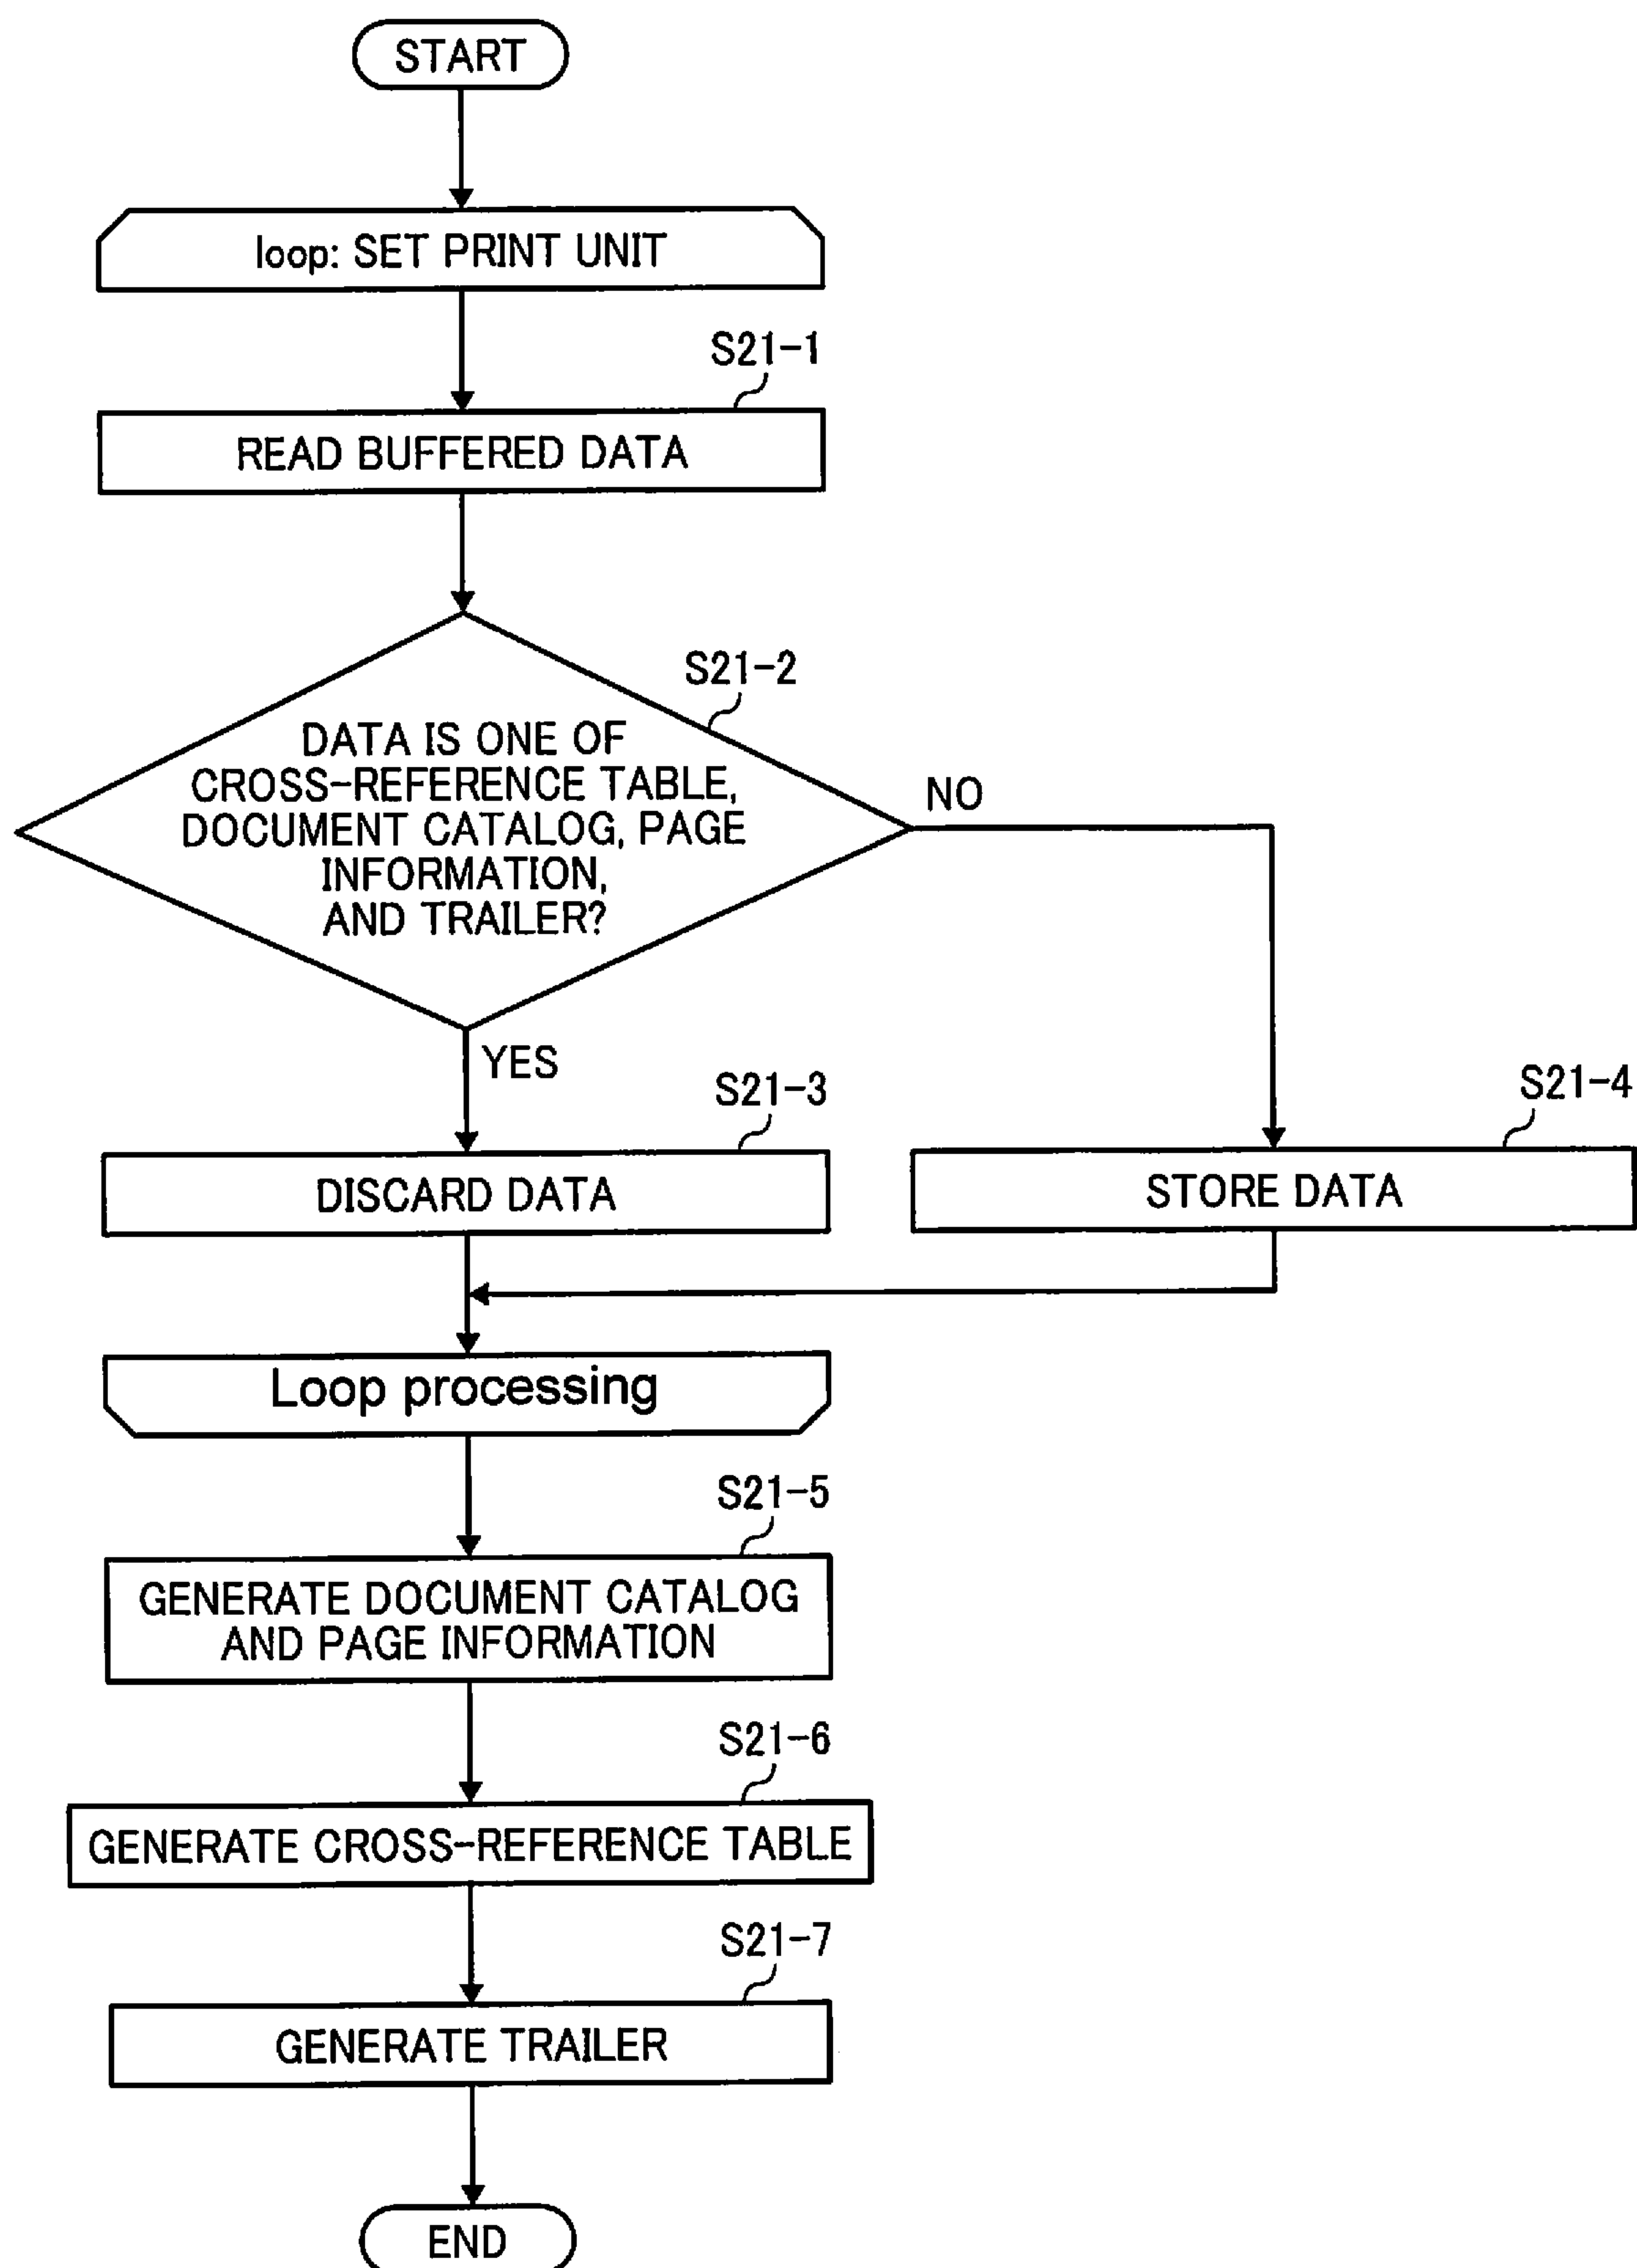 START
loop: SET PRINT UNIT
S21-1
READ BUFFERED DATA
S21-2
DATA IS ONE OF
CROSS-REFERENCE TABLE,
DOCUMENT CATALOG, PAGE
INFORMATION,
AND TRAILER?
NO
YES
S21-3
DISCARD DATA
S21-4
STORE DATA
Loop processing
S21-5
GENERATE DOCUMENT CATALOG
AND PAGE INFORMATION
S21-6
GENERATE CROSS-REFERENCE TABLE
S21-7
GENERATE TRAILER
END